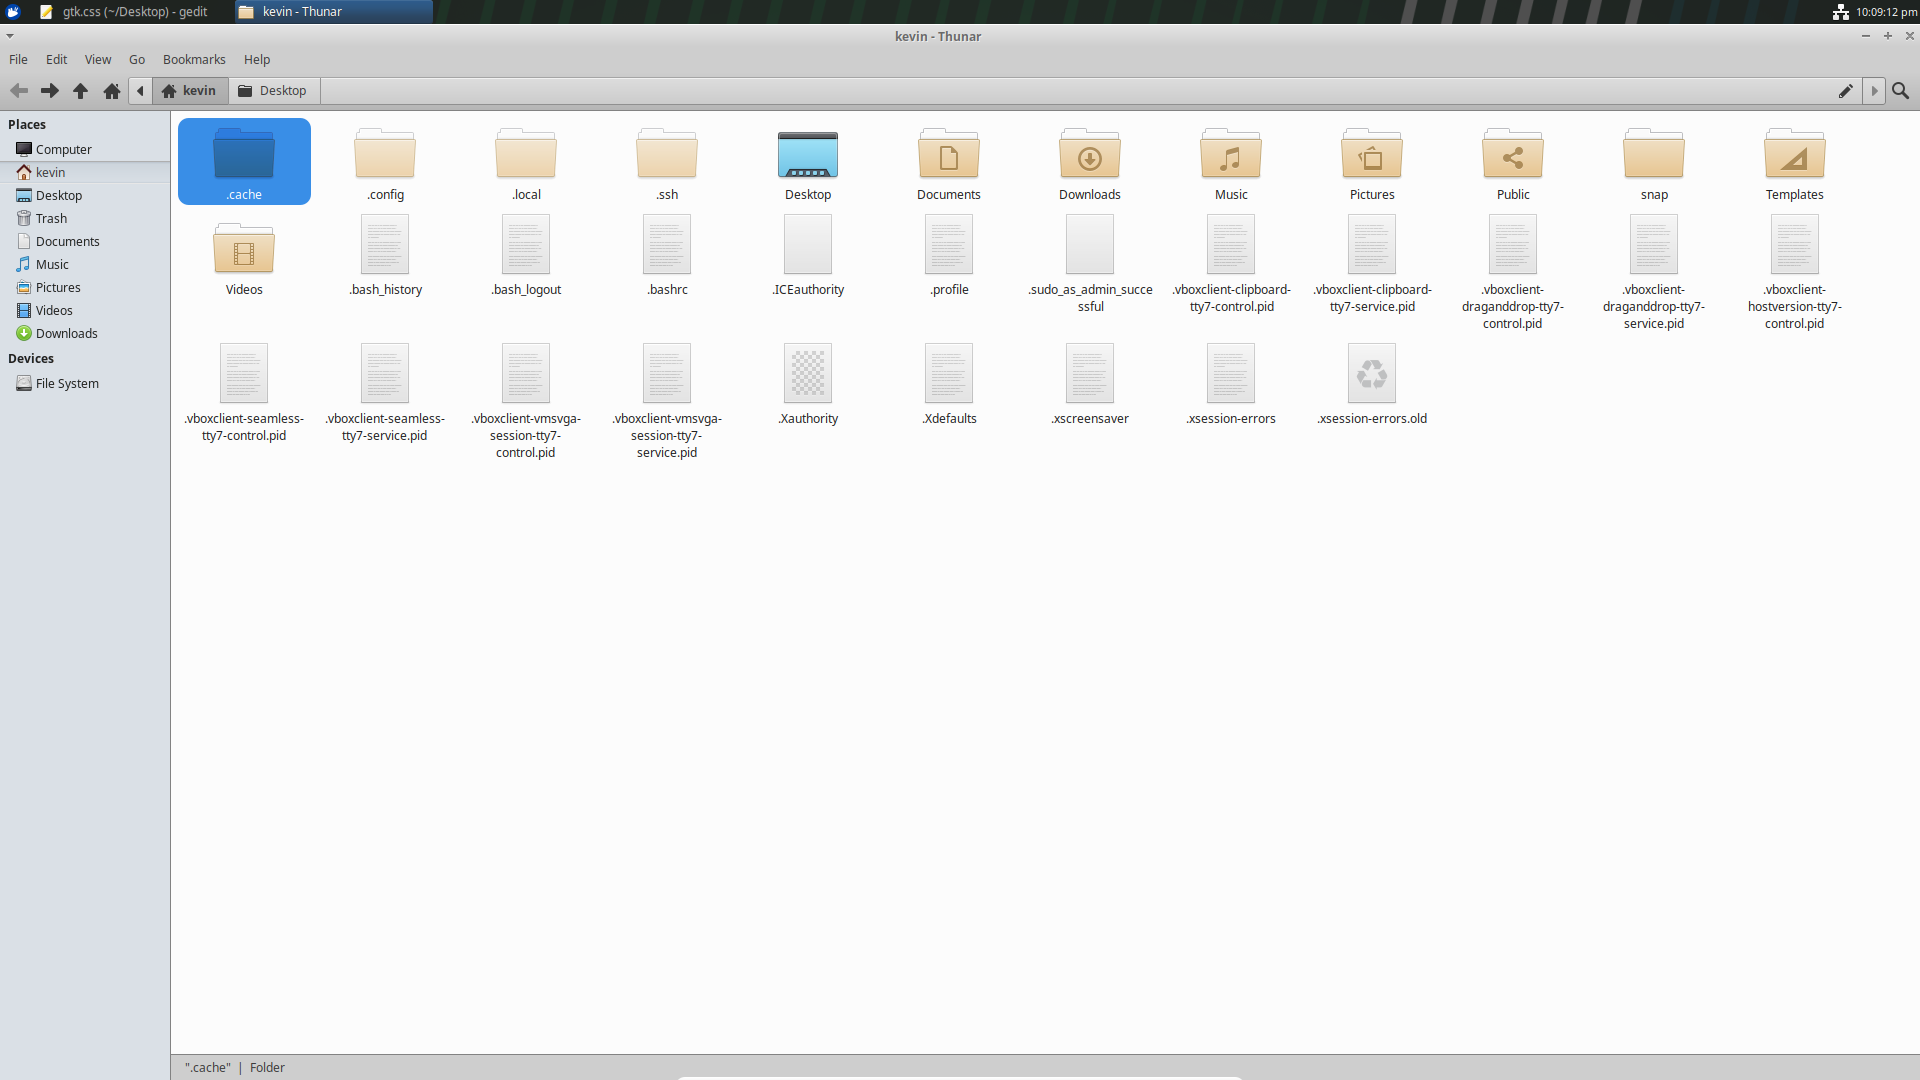 gtk.css (~/Desktop) - gedit
kevin - Thunar
10:09:12 pm
kevin - Thunar
File Edit View Go Bookmarks Help
kevin Desktop
Places
Computer
kevin
Desktop
Trash
Documents
Music
Pictures
Videos
Downloads
Devices
File System
.cache .config .local .ssh Desktop Documents Downloads Music Pictures Public snap Templates
Videos .bash_history .bash_logout .bashrc .ICEauthority .profile .sudo_as_admin_succe .vboxclient-clipboard- .vboxclient-clipboard- .vboxclient- .vboxclient- .vboxclient-
ssful tty7-control.pid tty7-service.pid draganddrop-tty7- draganddrop-tty7- hostversion-tty7-
control.pid service.pid control.pid
.vboxclient-seamless- .vboxclient-seamless- .vboxclient-vmsvga- .vboxclient-vmsvga- .Xauthority .Xdefaults .xscreensaver .xsession-errors .xsession-errors.old
tty7-control.pid tty7-service.pid session-tty7- session-tty7-
control.pid service.pid
".cache" | Folder